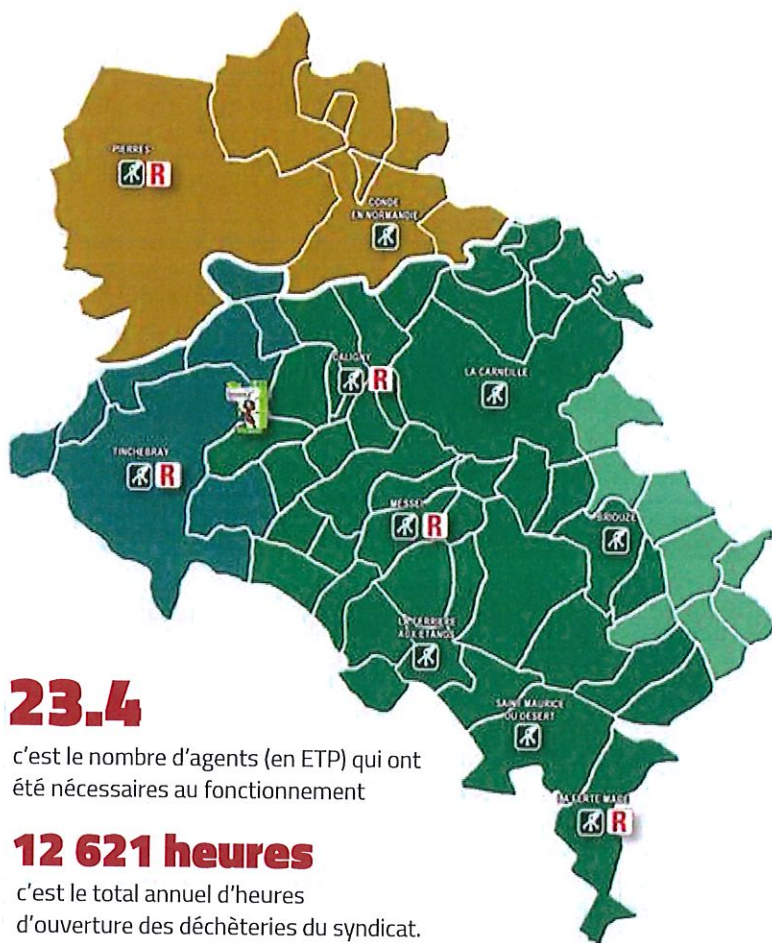 PIERRES
R
CONDE
EN NORMANDIE
CALIGNY
R
LA CARNEILLE
TINCHEBRAY
R
MESSEI
R
BRIOUZE
LA FERRIERE
AUX ETANGS
SAINT MAURICE
DU DESERT
LA FERTE MACE
R
23.4
c'est le nombre d'agents (en ETP) qui ont
été nécessaires au fonctionnement
12 621 heures
c'est le total annuel d'heures
d'ouverture des déchèteries du syndicat.